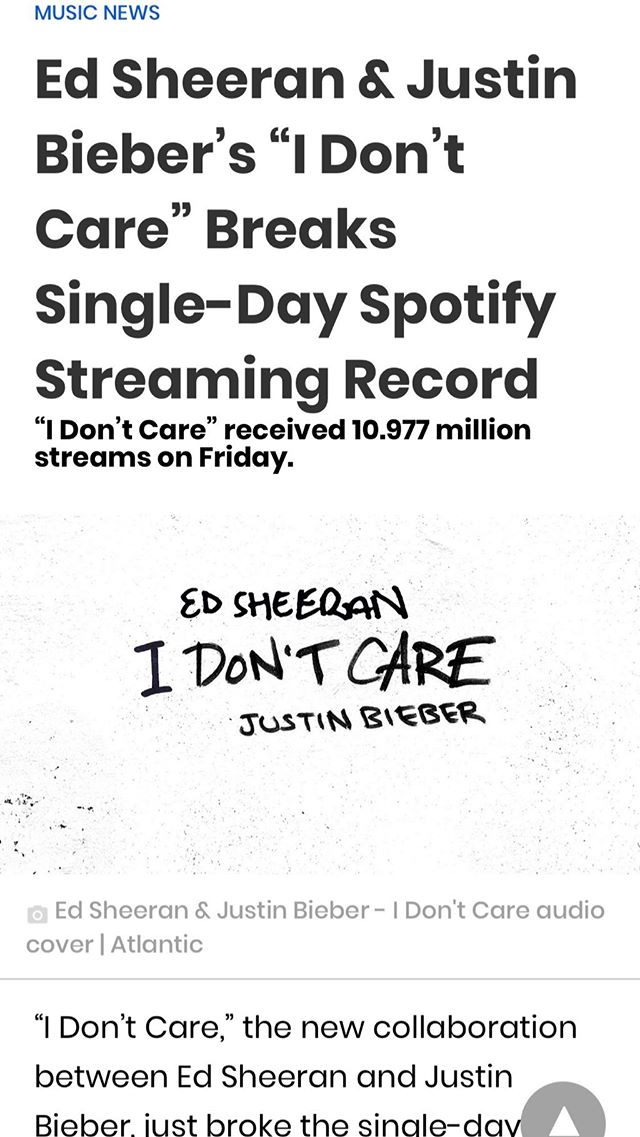 MUSIC NEWS
Ed Sheeran & Justin
Bieber’s “I Don’t
Care” Breaks
Single-Day Spotify
Streaming Record
“I Don’t Care” received 10.977 million
streams on Friday.
ED SHEERAN
I DON'T CARE
JUSTIN BIEBER
Ed Sheeran & Justin Bieber - I Don't Care audio
cover | Atlantic
“I Don’t Care,” the new collaboration
between Ed Sheeran and Justin
Bieber, just broke the single-day